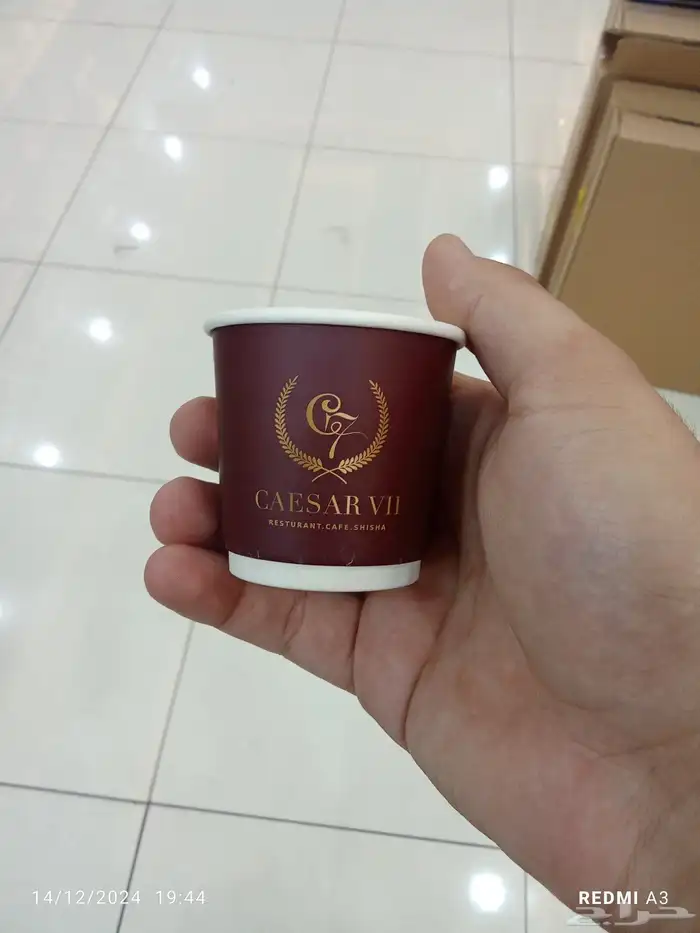 C7
CAESAR VII
RESTURANT.CAFE.SHISHA
14/12/2024 19:44
REDMI A3
حراج